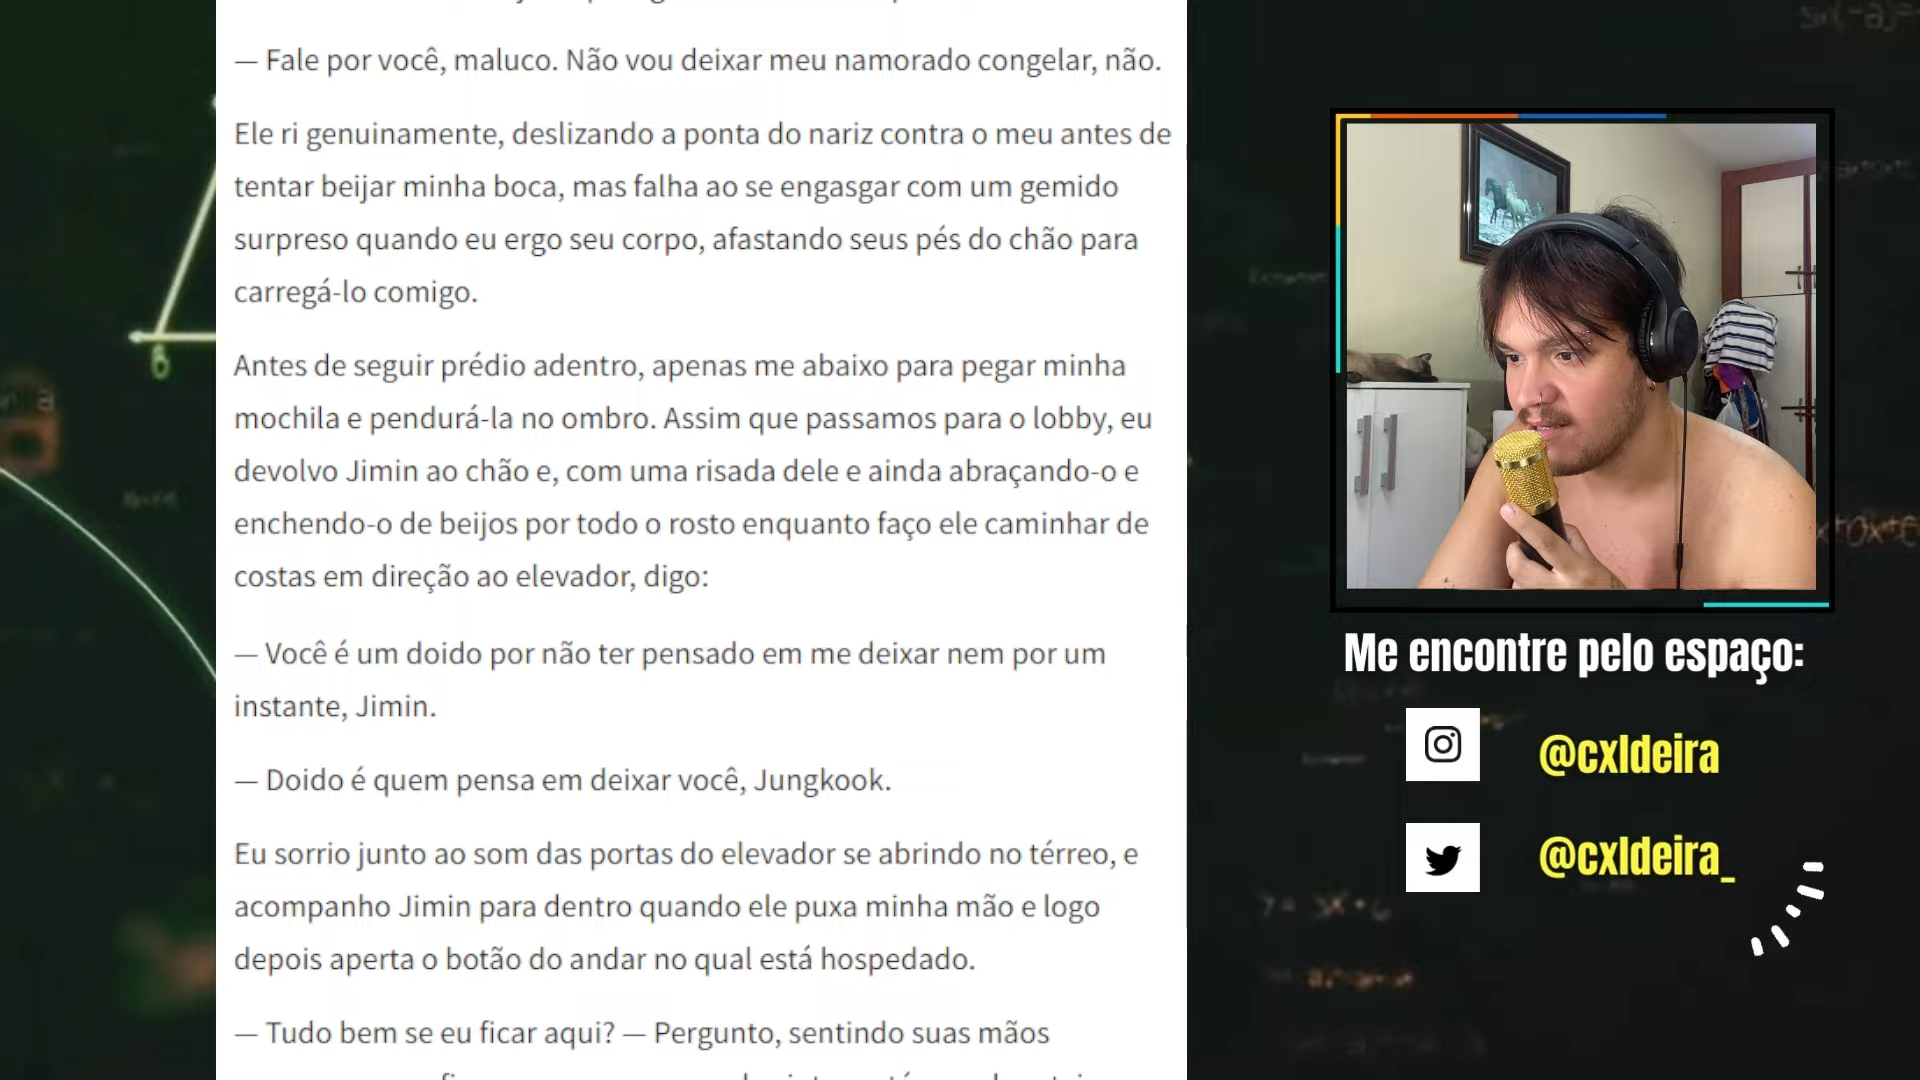 — Fale por você, maluco. Não vou deixar meu namorado congelar, não.
Ele ri genuinamente, deslizando a ponta do nariz contra o meu antes de
tentar beijar minha boca, mas falha ao se engasgar com um gemido
surpreso quando eu ergo seu corpo, afastando seus pés do chão para
carregá-lo comigo.
Antes de seguir prédio adentro, apenas me abaixo para pegar minha
mochila e pendurá-la no ombro. Assim que passamos para o lobby, eu
devolvo Jimin ao chão e, com uma risada dele e ainda abraçando-o e
enchendo-o de beijos por todo o rosto enquanto faço ele caminhar de
costas em direção ao elevador, digo:
— Você é um doido por não ter pensado em me deixar nem por um
instante, Jimin.
— Doido é quem pensa em deixar você, Jungkook.
Eu sorrio junto ao som das portas do elevador se abrindo no térreo, e
acompanho Jimin para dentro quando ele puxa minha mão e logo
depois aperta o botão do andar no qual está hospedado.
— Tudo bem se eu ficar aqui? — Pergunto, sentindo suas mãos
Me encontre pelo espaço:
@cxldeira
@cxldeira_
6